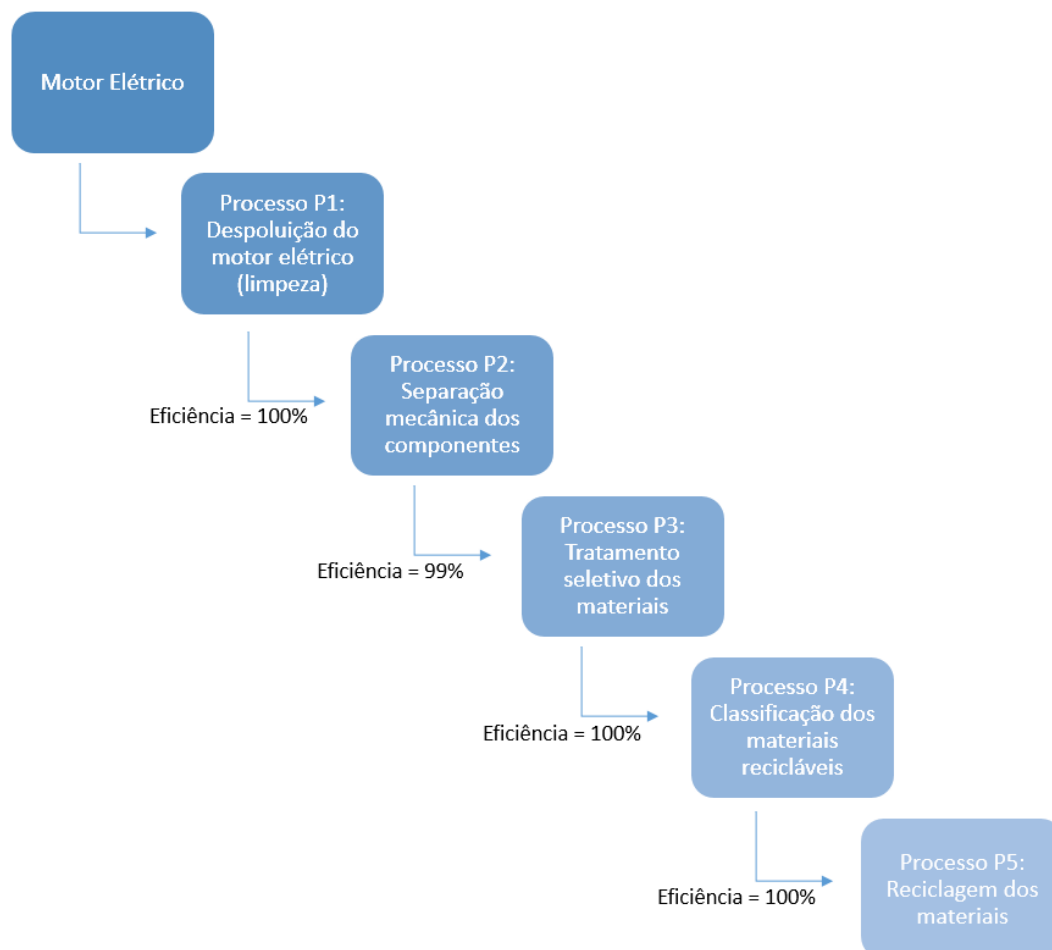 Motor Elétrico
Processo P1:
Despoluição do
motor elétrico
(limpeza)
Eficiência = 100%
Processo P2:
Separação
mecânica dos
componentes
Eficiência = 99%
Processo P3:
Tratamento
seletivo dos
materiais
Eficiência = 100%
Processo P4:
Classificação dos
materiais
recicláveis
Eficiência = 100%
Processo P5:
Reciclagem dos
materiais